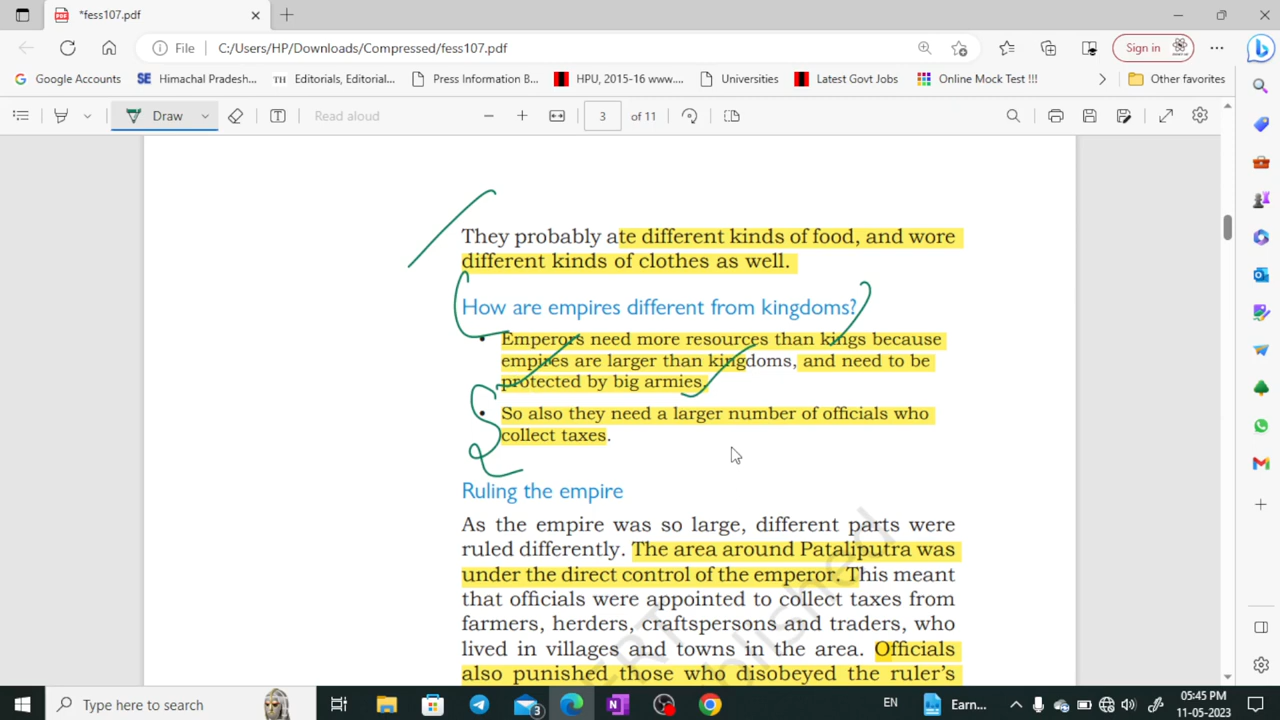 *fess107.pdf
File
C:/Users/HP/Downloads/Compressed/fess107.pdf
Sign in
Google Accounts
SE Himachal Pradesh...
TH Editorials, Editorial...
Press Information B...
HPU, 2015-16 www....
Universities
Latest Govt Jobs
Online Mock Test !!!
Other favorites
Draw
Read aloud
3 of 11
They probably ate different kinds of food, and wore
different kinds of clothes as well.
How are empires different from kingdoms?
• Emperors need more resources than kings because
empires are larger than kingdoms, and need to be
protected by big armies.
• So also they need a larger number of officials who
collect taxes.
Ruling the empire
As the empire was so large, different parts were
ruled differently. The area around Pataliputra was
under the direct control of the emperor. This meant
that officials were appointed to collect taxes from
farmers, herders, craftspersons and traders, who
lived in villages and towns in the area. Officials
also punished those who disobeyed the ruler's
Type here to search
3
EN
Earn...
05:45 PM
11-05-2023